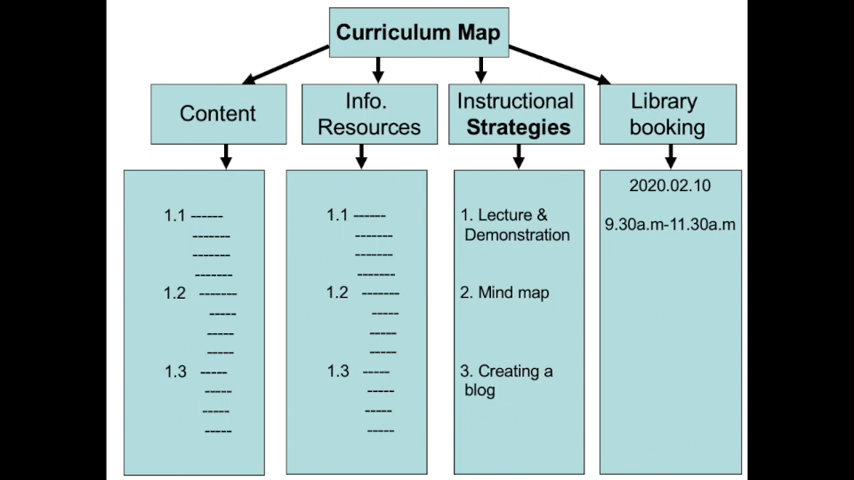 Curriculum Map
Content
Info.
Resources
Instructional
Strategies
Library
booking
1.1 ------
-------
-------
-------
1.2 -------
-----
-----
-----
1.3 -----
-----
-----
-----
1.1 ------
-------
-------
-------
1.2 -------
-----
-----
-----
1.3 -----
-----
-----
-----
1. Lecture &
Demonstration
2. Mind map
3. Creating a
blog
2020.02.10
9.30a.m-11.30a.m